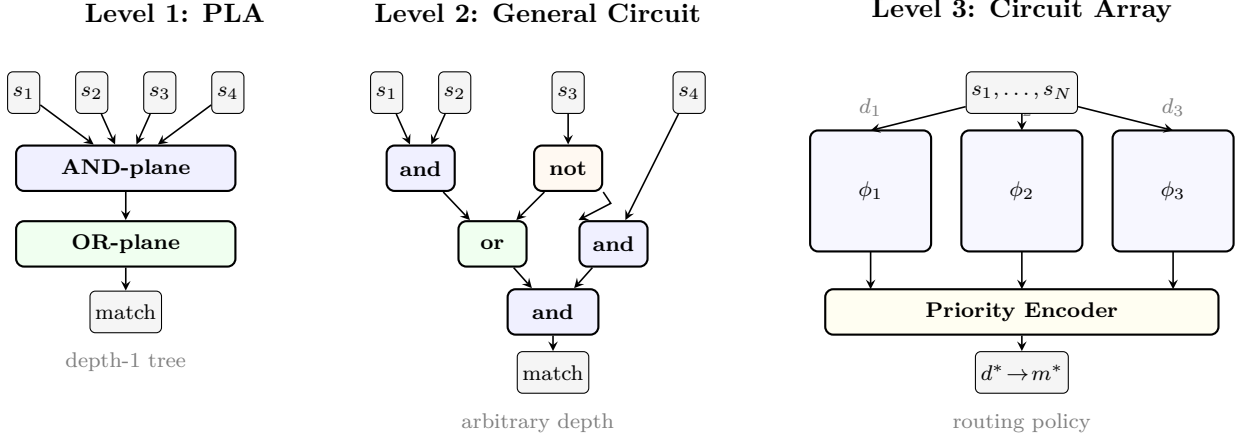 Level 1: PLA
s1 s2 s3 s4
AND-plane
OR-plane
match
depth-1 tree
Level 2: General Circuit
s1 s2 s3 s4
and not
or and
and
match
arbitrary depth
Level 3: Circuit Array
s1, . . . , sN
d1 d3
ϕ1 ϕ2 ϕ3
Priority Encoder
d* → m*
routing policy